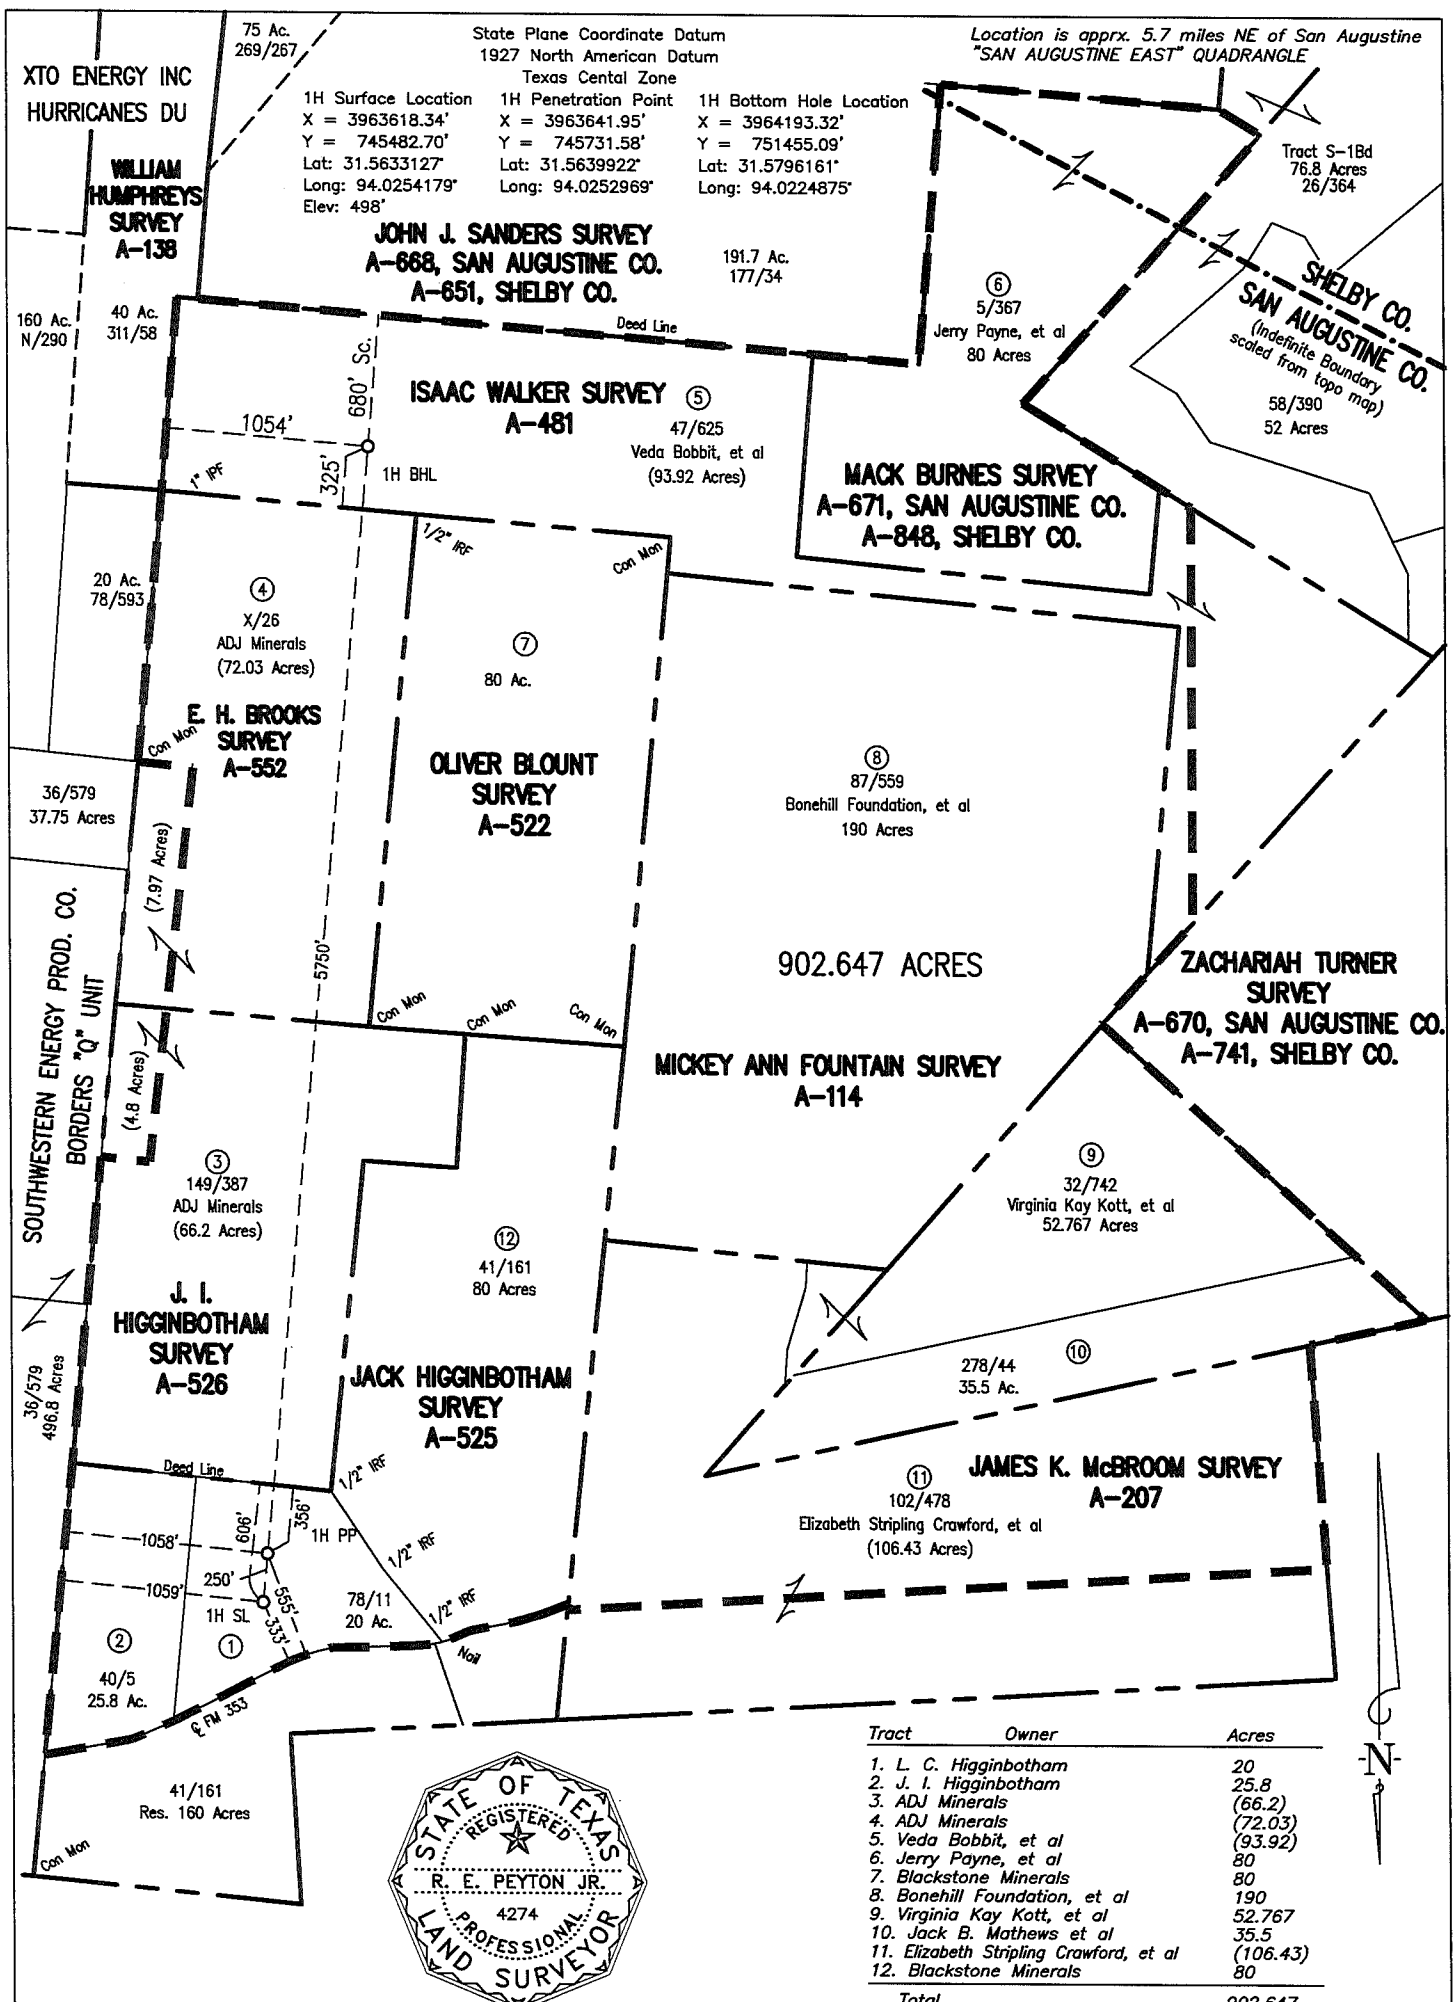 75 Ac.
269/267
XTO ENERGY INC
HURRICANES DU
State Plane Coordinate Datum
1927 North American Datum
Texas Cental Zone
Location is apprx. 5.7 miles NE of San Augustine
"SAN AUGUSTINE EAST" QUADRANGLE
1H Surface Location
X = 3963618.34'
Y = 745482.70'
Lat: 31.5633127°
Long: 94.0254179°
Elev: 498'
1H Penetration Point
X = 3963641.95'
Y = 745731.58'
Lat: 31.5639922°
Long: 94.0252969°
1H Bottom Hole Location
X = 3964193.32'
Y = 751455.09'
Lat: 31.5796161°
Long: 94.0224875°
WILLIAM
HUMPHREYS
SURVEY
A-138
JOHN J. SANDERS SURVEY
A-668, SAN AUGUSTINE CO.
A-651, SHELBY CO.
191.7 Ac.
177/34
Tract S-1Bd
76.8 Acres
26/364
6
5/367
Jerry Payne, et al
80 Acres
SHELBY CO.
SAN AUGUSTINE CO.
(Indefinite Boundary
scaled from topo map)
58/390
52 Acres
160 Ac.
N/290
40 Ac.
311/58
Deed Line
680' Sc.
1054'
325'
1H BHL
1" IPF
ISAAC WALKER SURVEY
A-481
5
47/625
Veda Bobbit, et al
(93.92 Acres)
MACK BURNES SURVEY
A-671, SAN AUGUSTINE CO.
A-848, SHELBY CO.
1/2" IRF
Con Mon
20 Ac.
78/593
4
X/26
ADJ Minerals
(72.03 Acres)
E. H. BROOKS
SURVEY
A-552
Con Mon
7
80 Ac.
OLIVER BLOUNT
SURVEY
A-522
8
87/559
Bonehill Foundation, et al
190 Acres
36/579
37.75 Acres
(7.97 Acres)
5750'
902.647 ACRES
SOUTHWESTERN ENERGY PROD. CO.
BORDERS "Q" UNIT
Con Mon
Con Mon
Con Mon
(4.8 Acres)
MICKEY ANN FOUNTAIN SURVEY
A-114
ZACHARIAH TURNER
SURVEY
A-670, SAN AUGUSTINE CO.
A-741, SHELBY CO.
3
149/387
ADJ Minerals
(66.2 Acres)
J. I.
HIGGINBOTHAM
SURVEY
A-526
12
41/161
80 Acres
JACK HIGGINBOTHAM
SURVEY
A-525
9
32/742
Virginia Kay Kott, et al
52.767 Acres
10
278/44
35.5 Ac.
36/579
496.8 Acres
Deed Line
1/2" IRF
11
102/478
Elizabeth Stripling Crawford, et al
(106.43 Acres)
JAMES K. McBROOM SURVEY
A-207
606'
356'
1H PP
1058'
1/2" IRF
250'
1059'
555'
1H SL
333'
78/11
20 Ac.
1/2" IRF
Nail
2
40/5
25.8 Ac.
1
℄ FM 353
41/161
Res. 160 Acres
Con Mon
STATE OF TEXAS
REGISTERED
R. E. PEYTON JR.
4274
PROFESSIONAL
LAND SURVEYOR
N
Tract Owner Acres
1. L. C. Higginbotham 20
2. J. I. Higginbotham 25.8
3. ADJ Minerals (66.2)
4. ADJ Minerals (72.03)
5. Veda Bobbit, et al (93.92)
6. Jerry Payne, et al 80
7. Blackstone Minerals 80
8. Bonehill Foundation, et al 190
9. Virginia Kay Kott, et al 52.767
10. Jack B. Mathews et al 35.5
11. Elizabeth Stripling Crawford, et al (106.43)
12. Blackstone Minerals 80
Total 902.647